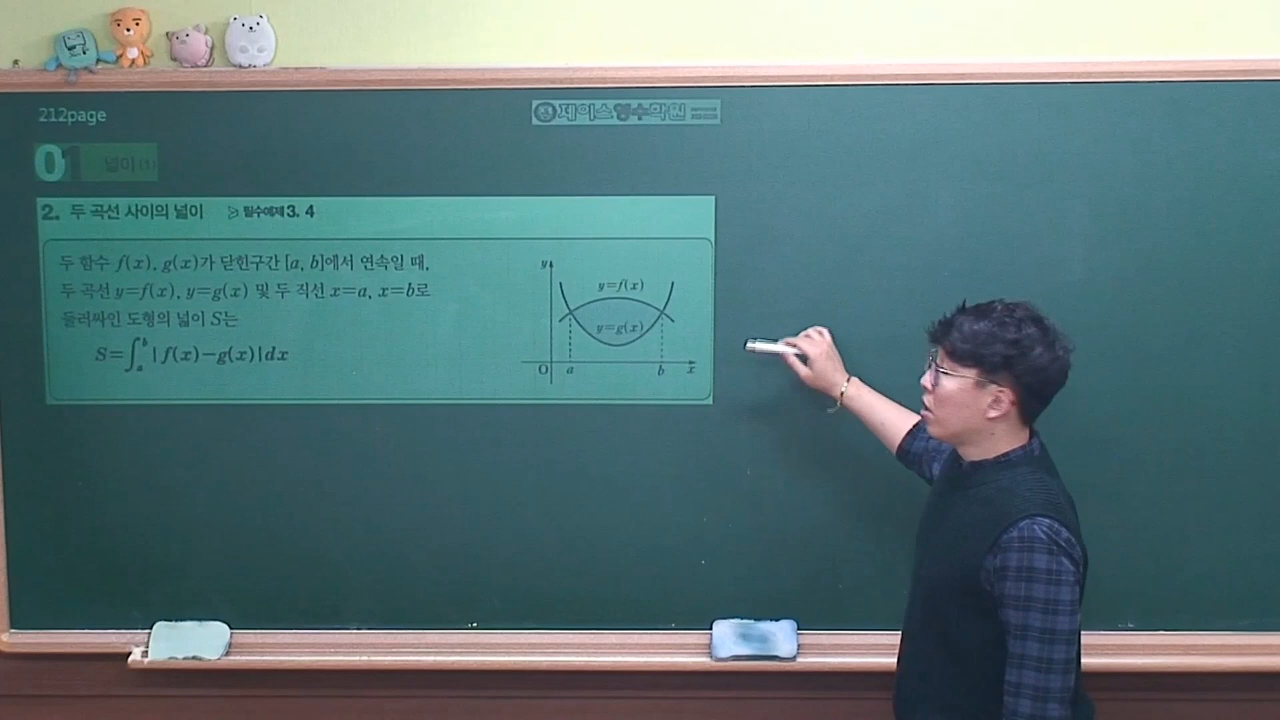 212page
제이스영수학원
01 넓이 (1)
2. 두 곡선 사이의 넓이 필수예제 3. 4
두 함수 f(x), g(x)가 닫힌구간 [a, b]에서 연속일 때,
두 곡선 y=f(x), y=g(x) 및 두 직선 x=a, x=b로
둘러싸인 도형의 넓이 S는
S=∫ₐᵇ|f(x)−g(x)|dx
y
y=f(x)
y=g(x)
O a b x